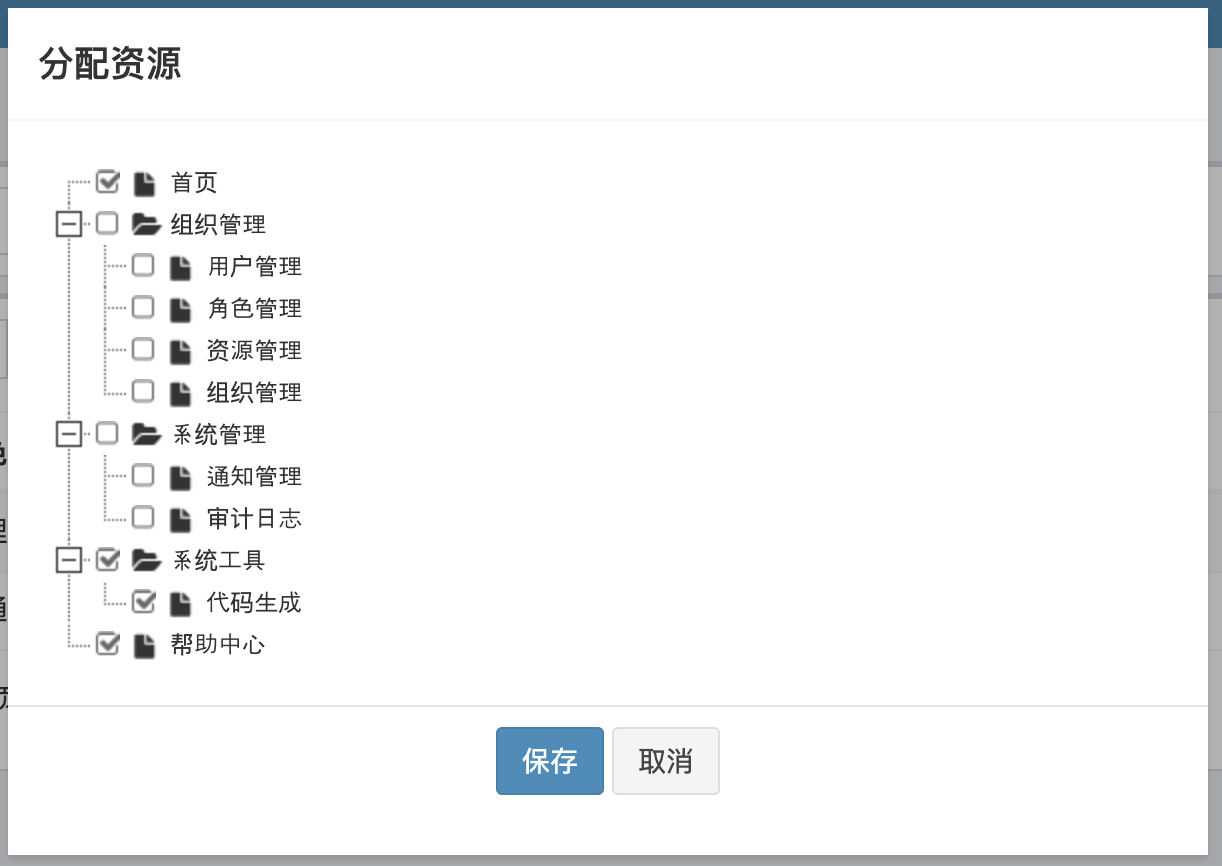 分配资源
首页
组织管理
用户管理
角色管理
资源管理
组织管理
系统管理
通知管理
审计日志
系统工具
代码生成
帮助中心
保存 取消